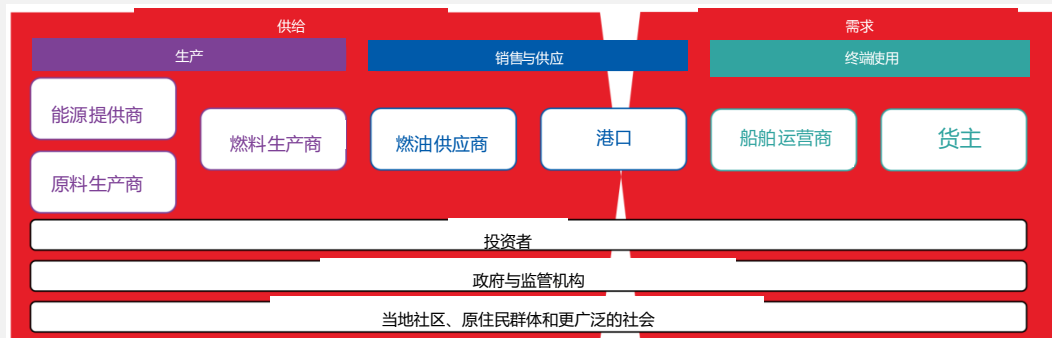 供给
需求
生产
销售与供应
终端使用
能源提供商
原料生产商
燃料生产商
燃油供应商
港口
船舶运营商
货主
投资者
政府与监管机构
当地社区、原住民群体和更广泛的社会